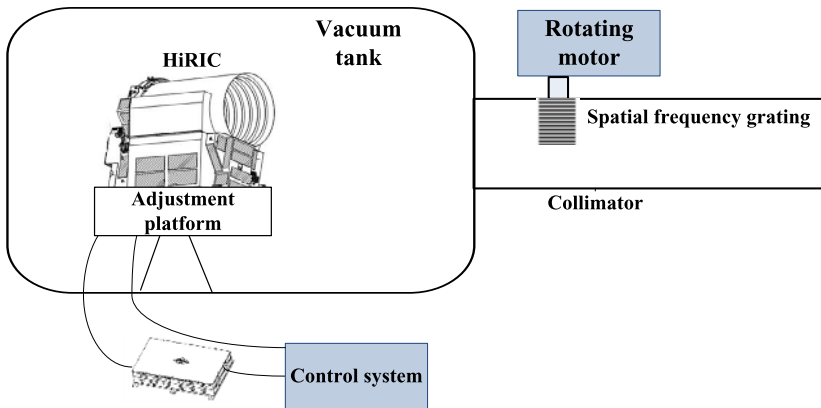 Vacuum
tank
HiRIC
Rotating
motor
Spatial frequency grating
Collimator
Adjustment
platform
Control system